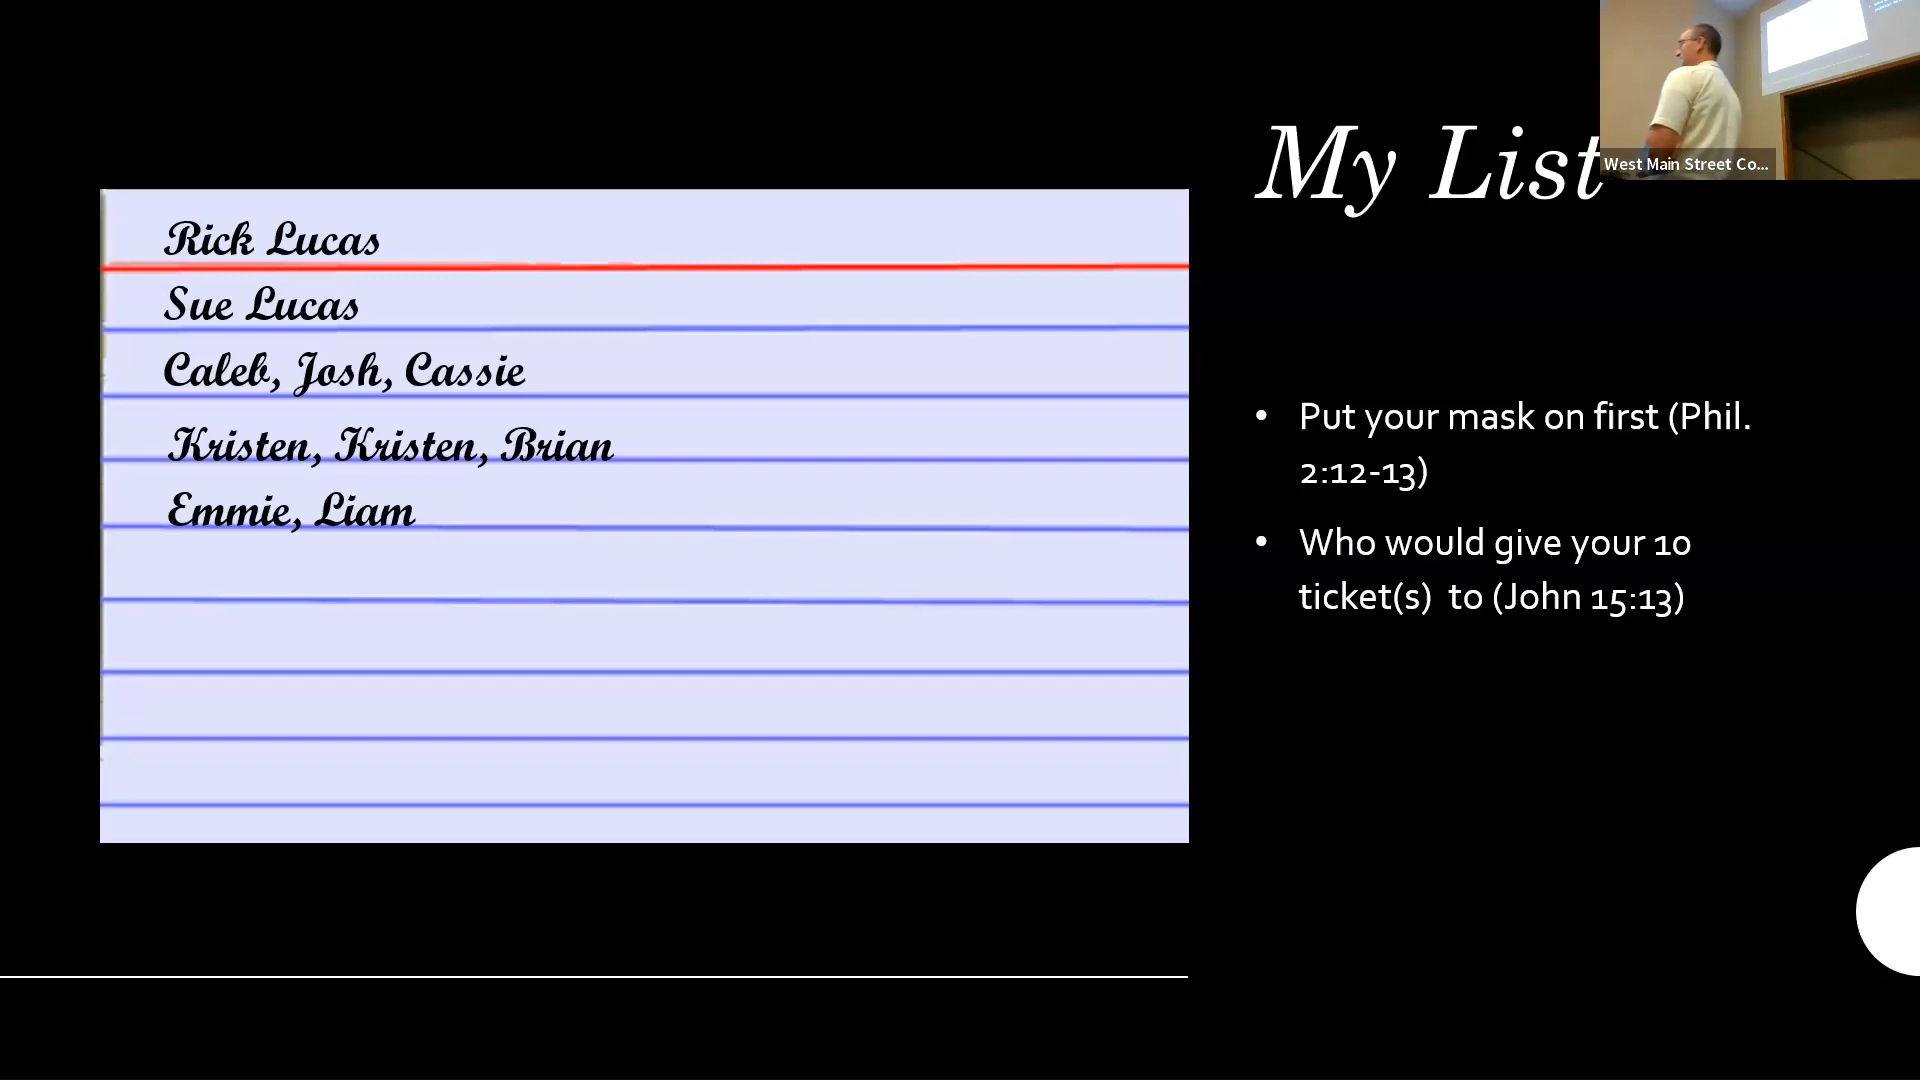 My List
West Main Street Co...
Rick Lucas
Sue Lucas
Caleb, Josh, Cassie
Kristen, Kristen, Brian
Emmie, Liam
• Put your mask on first (Phil.
2:12-13)
• Who would give your 10
ticket(s) to (John 15:13)